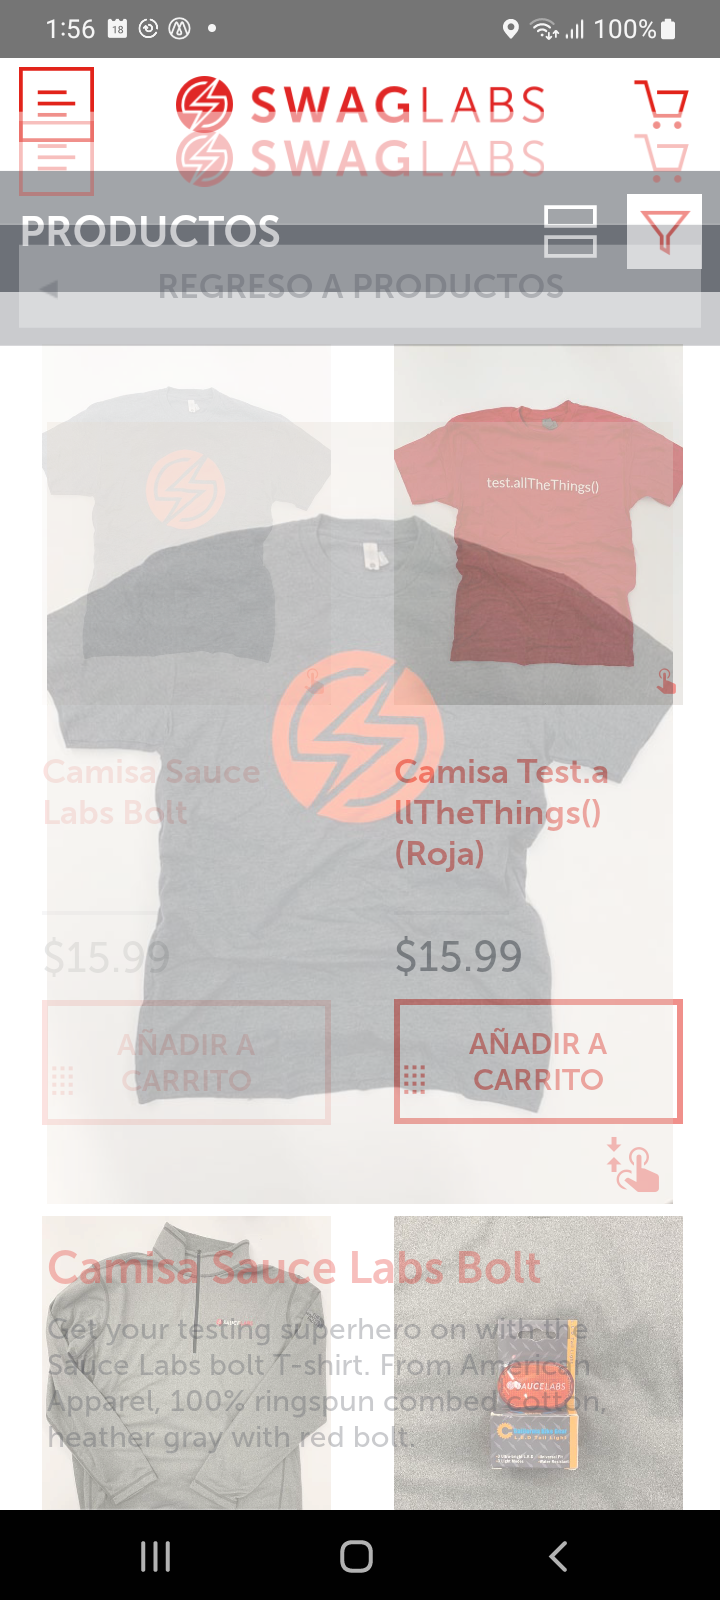 1:56 18 100%
SWAGLABS
SWAGLABS
PRODUCTOS
REGRESO A PRODUCTOS
test.allTheThings()
Camisa Sauce
Labs Bolt
Camisa Test.a
llTheThings()
(Roja)
$15.99
$15.99
AÑADIR A
CARRITO
AÑADIR A
CARRITO
Camisa Sauce Labs Bolt
Get your testing superhero on with the
Sauce Labs bolt T-shirt. From American
Apparel, 100% ringspun combed cotton,
heather gray with red bolt.
SAUCELABS